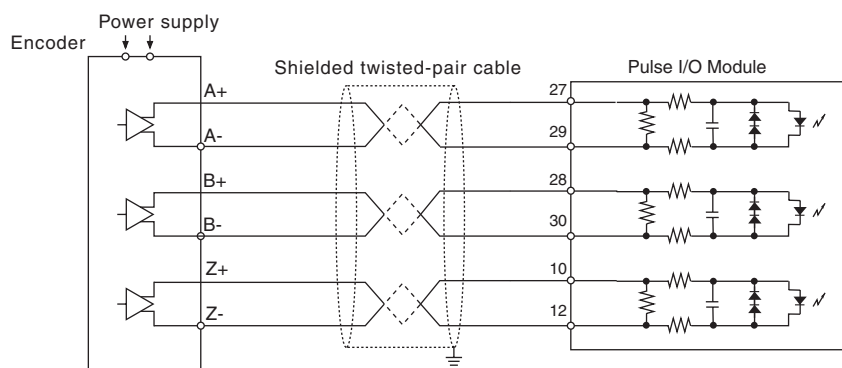 Power supply
Encoder
Shielded twisted-pair cable
Pulse I/O Module
A+
27
A-
29
B+
28
B-
30
Z+
10
Z-
12